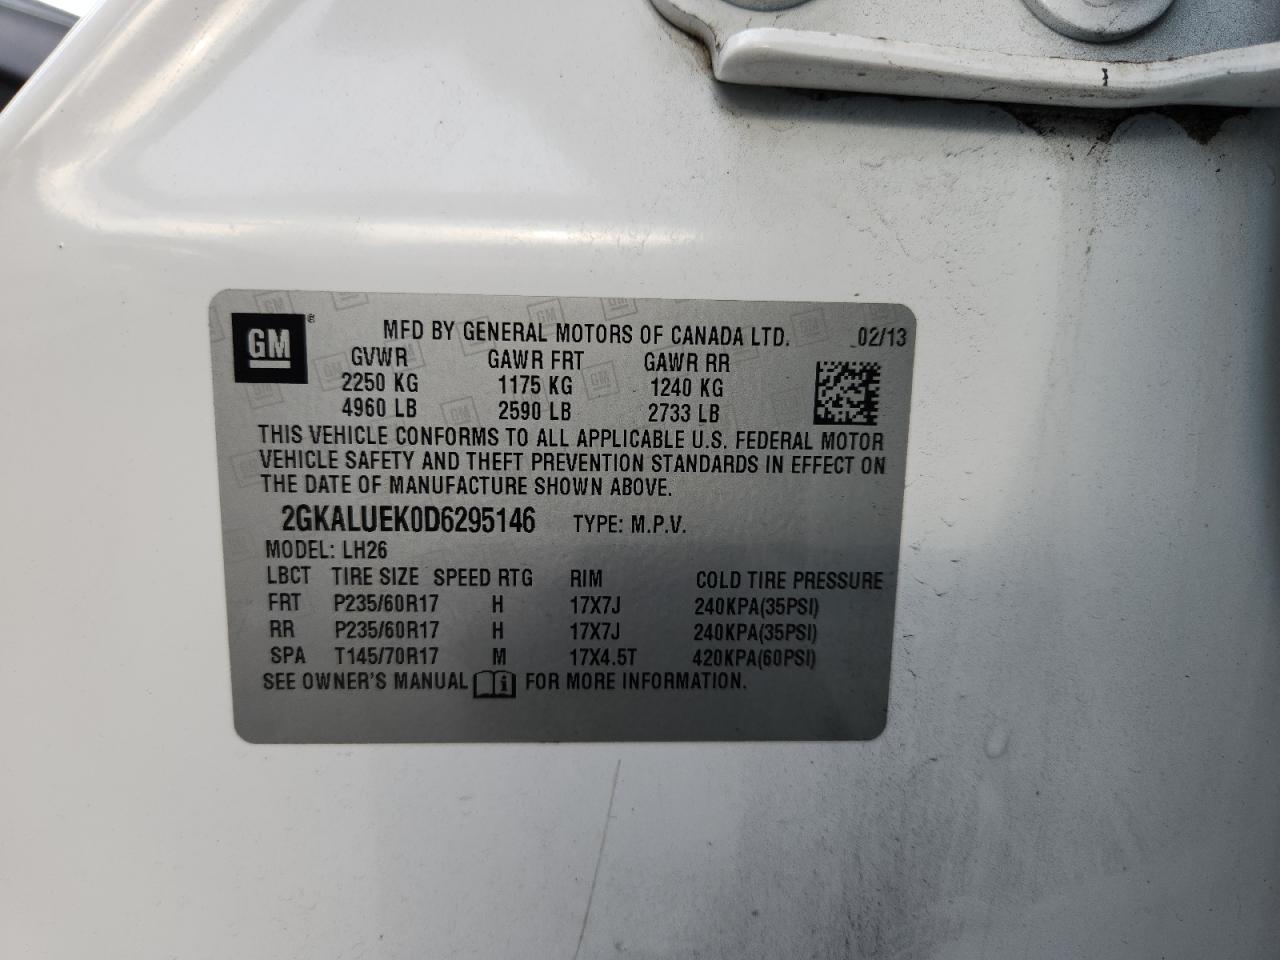 GM ® MFD BY GENERAL MOTORS OF CANADA LTD. 02/13
GVWR GAWR FRT GAWR RR
2250 KG 1175 KG 1240 KG
4960 LB 2590 LB 2733 LB
THIS VEHICLE CONFORMS TO ALL APPLICABLE U.S. FEDERAL MOTOR
VEHICLE SAFETY AND THEFT PREVENTION STANDARDS IN EFFECT ON
THE DATE OF MANUFACTURE SHOWN ABOVE.
2GKALUEK0D6295146 TYPE: M.P.V.
MODEL: LH26
LBCT TIRE SIZE SPEED RTG RIM COLD TIRE PRESSURE
FRT P235/60R17 H 17X7J 240KPA(35PSI)
RR P235/60R17 H 17X7J 240KPA(35PSI)
SPA T145/70R17 M 17X4.5T 420KPA(60PSI)
SEE OWNER'S MANUAL i FOR MORE INFORMATION.